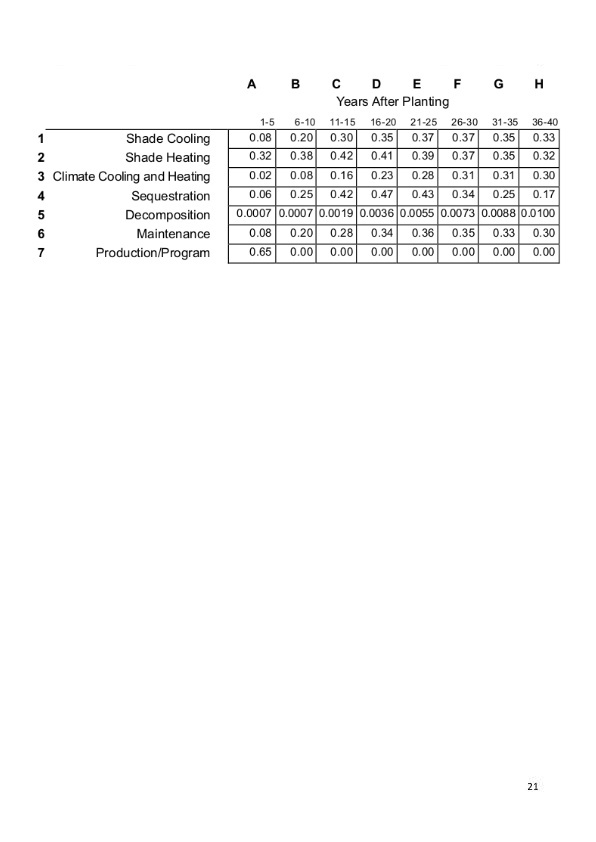 A B C D E F G H
Years After Planting
1-5 6-10 11-15 16-20 21-25 26-30 31-35 36-40
1 Shade Cooling 0.08 0.20 0.30 0.35 0.37 0.37 0.35 0.33
2 Shade Heating 0.32 0.38 0.42 0.41 0.39 0.37 0.35 0.32
3 Climate Cooling and Heating 0.02 0.08 0.16 0.23 0.28 0.31 0.31 0.30
4 Sequestration 0.06 0.25 0.42 0.47 0.43 0.34 0.25 0.17
5 Decomposition 0.0007 0.0007 0.0019 0.0036 0.0055 0.0073 0.0088 0.0100
6 Maintenance 0.08 0.20 0.28 0.34 0.36 0.35 0.33 0.30
7 Production/Program 0.65 0.00 0.00 0.00 0.00 0.00 0.00 0.00
21